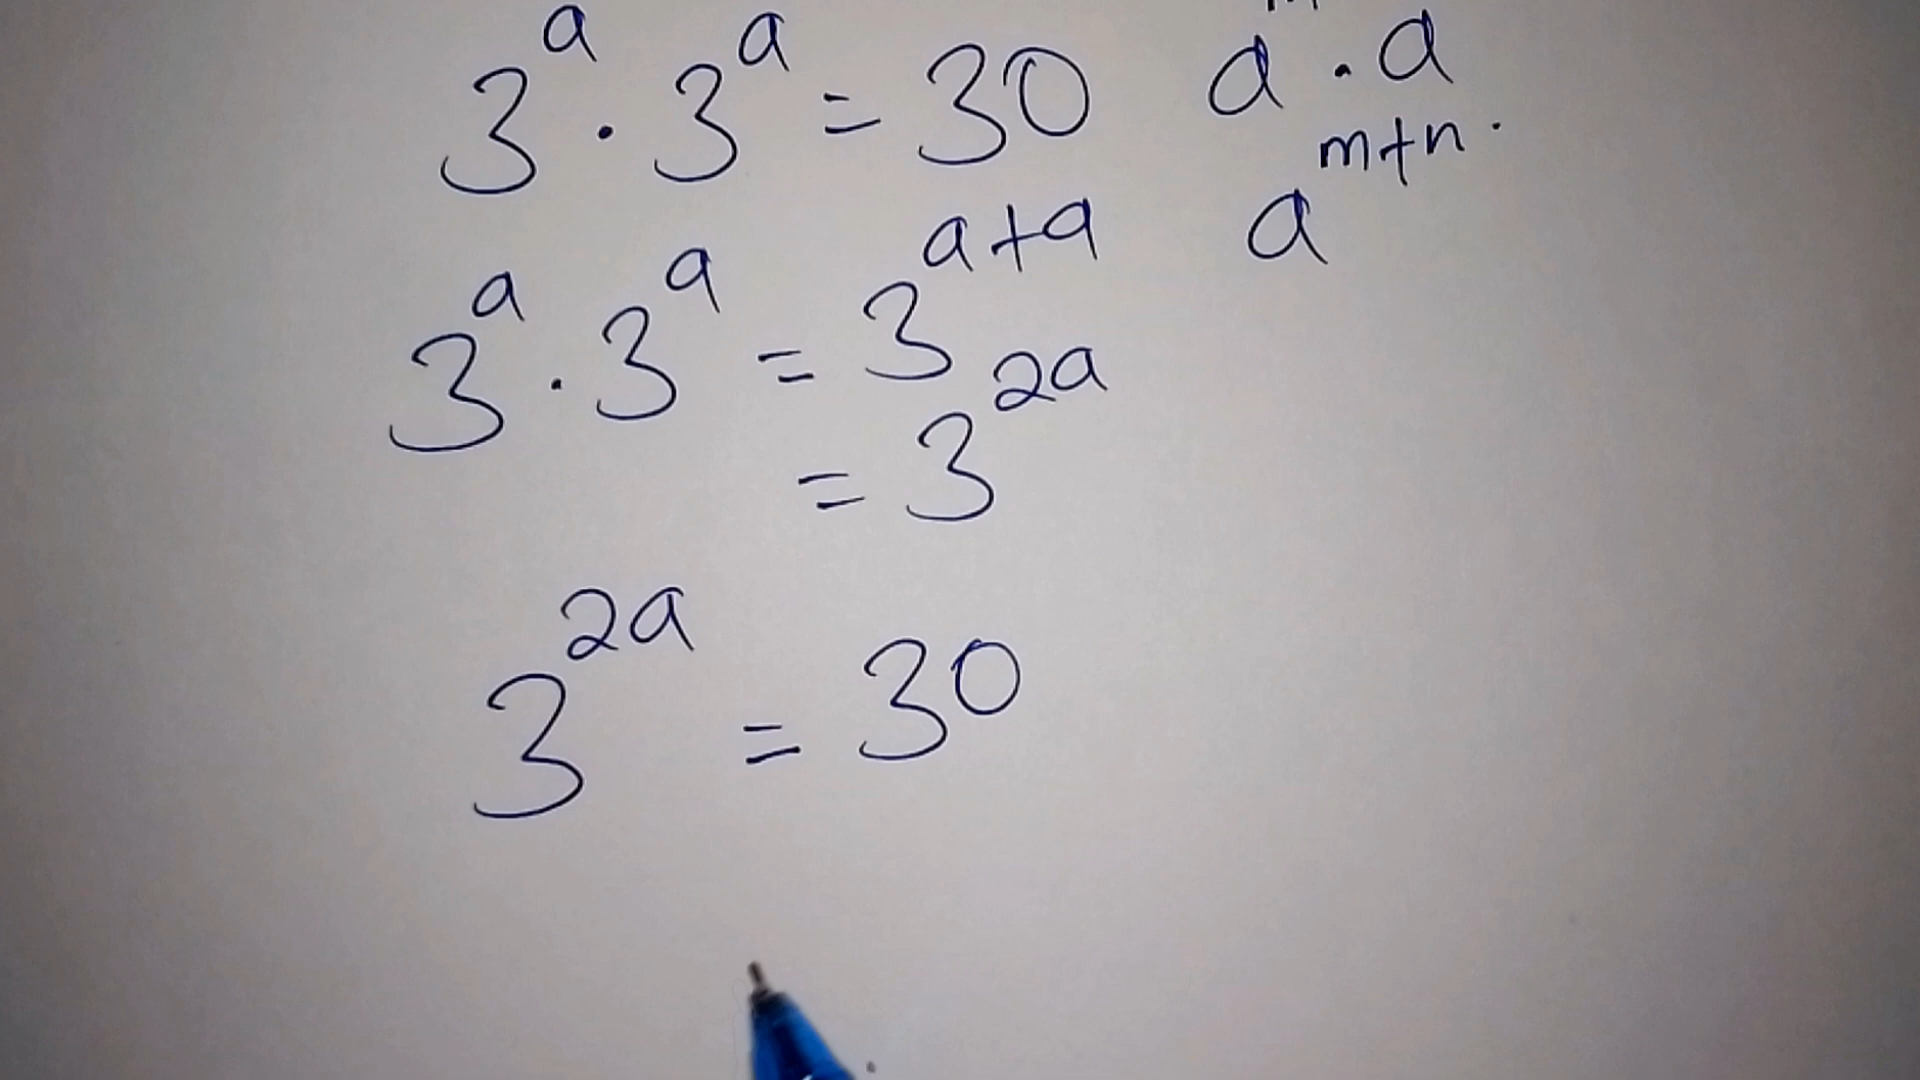 3^a · 3^a = 30
a · a
a^{m+n} .
3^a · 3^a = 3^{a+a}
= 3^{2a}
3^{2a} = 30